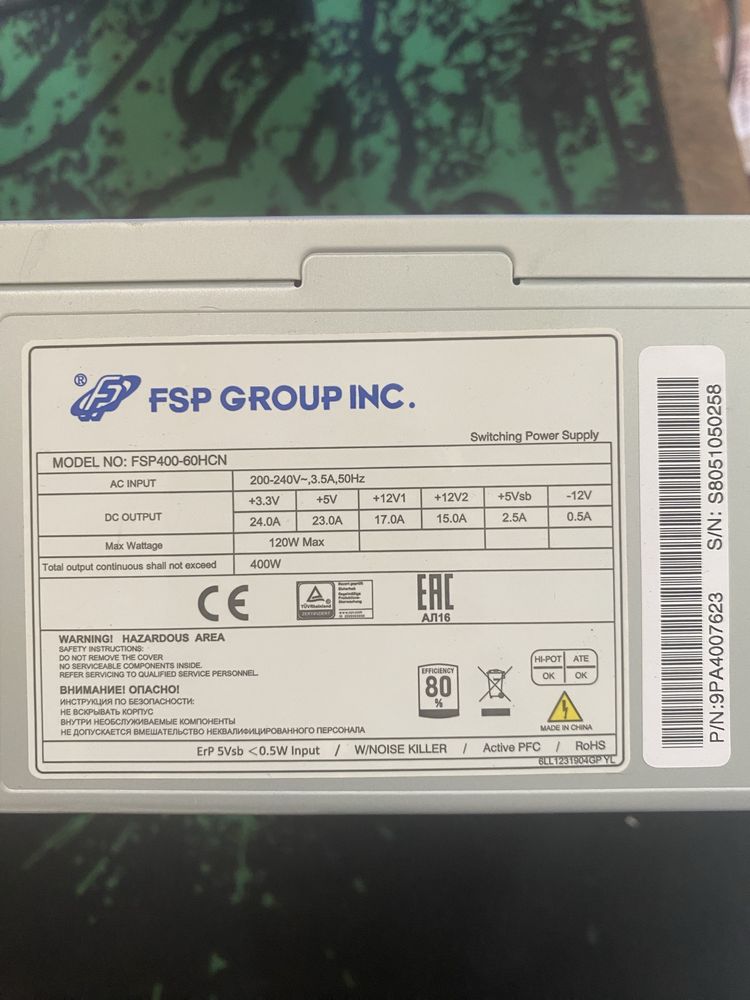 ® FSP GROUP INC.
Switching Power Supply
MODEL NO: FSP400-60HCN
AC INPUT 200-240V~,3.5A,50Hz
DC OUTPUT +3.3V +5V +12V1 +12V2 +5Vsb -12V
24.0A 23.0A 17.0A 15.0A 2.5A 0.5A
Max Wattage 120W Max
Total output continuous shall not exceed 400W
CE
TÜVRheinland
ZERTIFIZIERT
EAC
АЛ16
WARNING! HAZARDOUS AREA
SAFETY INSTRUCTIONS:
DO NOT REMOVE THE COVER
NO SERVICEABLE COMPONENTS INSIDE.
REFER SERVICING TO QUALIFIED SERVICE PERSONNEL.
ВНИМАНИЕ! ОПАСНО!
ИНСТРУКЦИЯ ПО БЕЗОПАСНОСТИ:
НЕ ВСКРЫВАТЬ КОРПУС
ВНУТРИ НЕОБСЛУЖИВАЕМЫЕ КОМПОНЕНТЫ
НЕ ДОПУСКАЕТСЯ ВМЕШАТЕЛЬСТВО НЕКВАЛИФИЦИРОВАННОГО ПЕРСОНАЛА
EFFICIENCY
80
%
HI-POT ATE
OK OK
MADE IN CHINA
ErP 5Vsb <0.5W Input / W/NOISE KILLER / Active PFC / RoHS
6LL1231904GP YL
P/N:9PA4007623 S/N: S8051050258